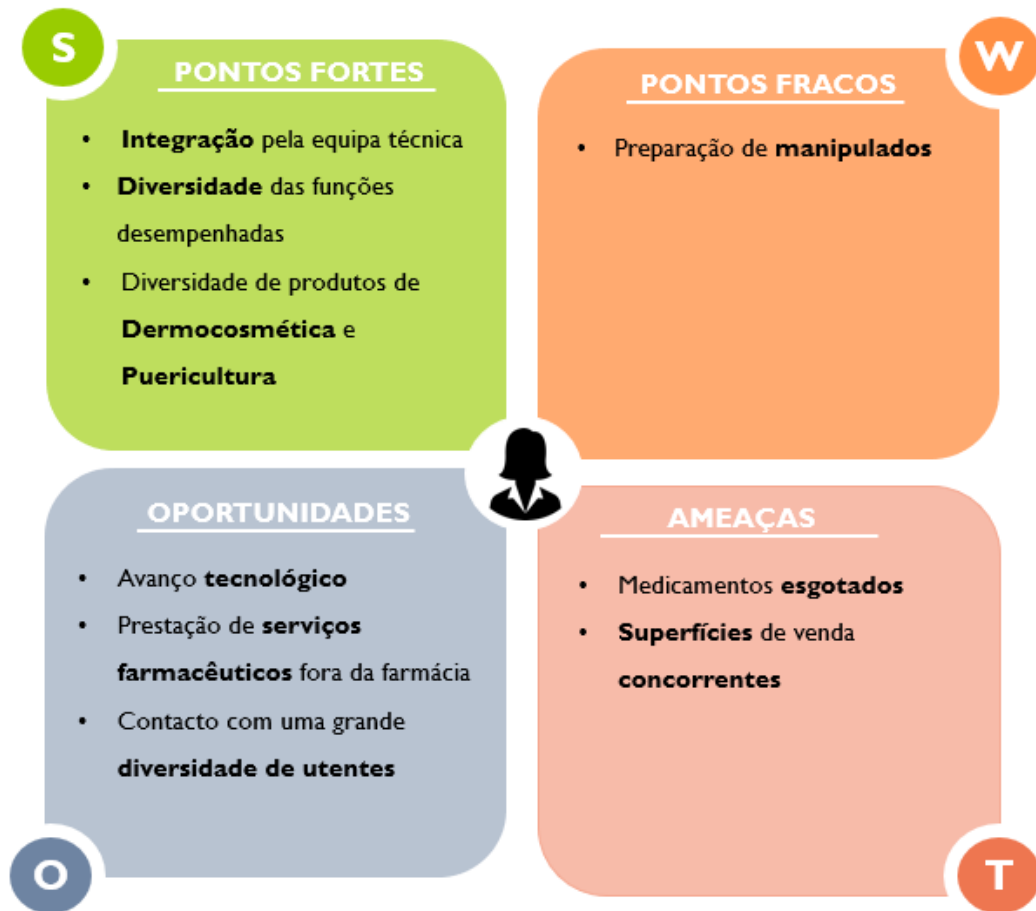 S
PONTOS FORTES
• Integração pela equipa técnica
• Diversidade das funções
desempenhadas
• Diversidade de produtos de
Dermocosmética e
Puericultura
W
PONTOS FRACOS
• Preparação de manipulados
OPORTUNIDADES
• Avanço tecnológico
• Prestação de serviços
farmacêuticos fora da farmácia
• Contacto com uma grande
diversidade de utentes
O
AMEAÇAS
• Medicamentos esgotados
• Superfícies de venda
concorrentes
T